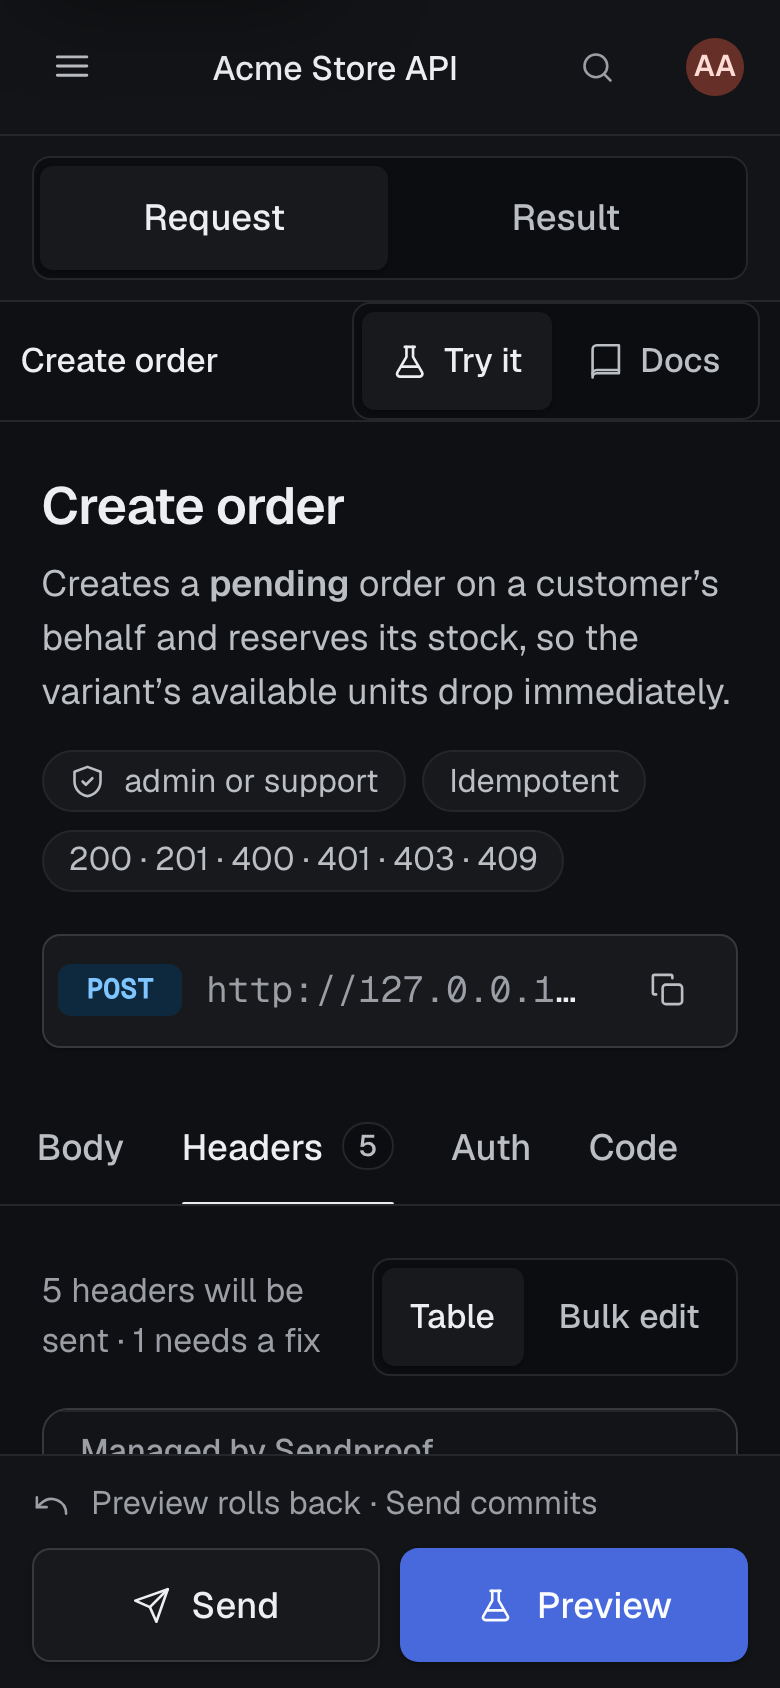 Acme Store API
AA
Request
Result
Create order
Try it
Docs
Create order
Creates a pending order on a customer’s
behalf and reserves its stock, so the
variant’s available units drop immediately.
admin or support
Idempotent
200 · 201 · 400 · 401 · 403 · 409
POST
http://127.0.0.1…
Body
Headers
5
Auth
Code
5 headers will be
sent · 1 needs a fix
Table
Bulk edit
Managed by Sendproof
Preview rolls back · Send commits
Send
Preview